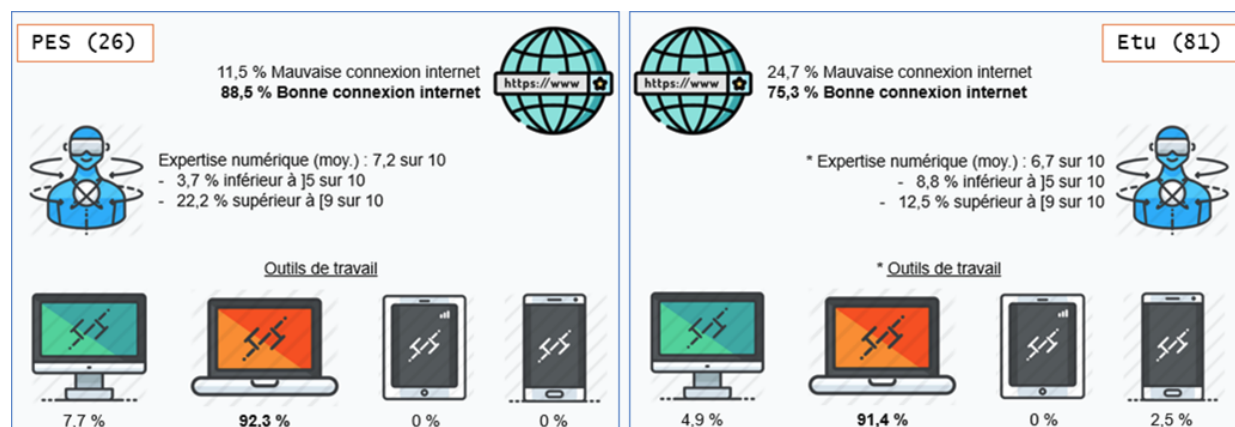 PES (26)
11,5 % Mauvaise connexion internet
88,5 % Bonne connexion internet
https://www
Expertise numérique (moy.) : 7,2 sur 10
- 3,7 % inférieur à ]5 sur 10
- 22,2 % supérieur à [9 sur 10
Outils de travail
7,7 %
92,3 %
0 %
0 %
Etu (81)
https://www
24,7 % Mauvaise connexion internet
75,3 % Bonne connexion internet
* Expertise numérique (moy.) : 6,7 sur 10
- 8,8 % inférieur à ]5 sur 10
- 12,5 % supérieur à [9 sur 10
* Outils de travail
4,9 %
91,4 %
0 %
2,5 %